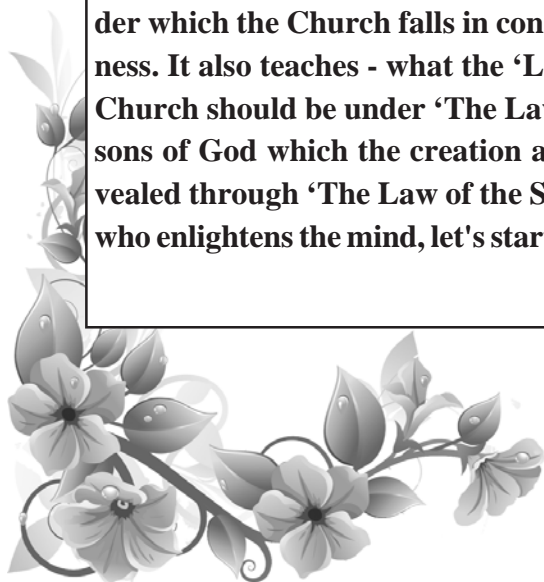 der which the Church falls in con
ness. It also teaches - what the ‘L
Church should be under ‘The Law
sons of God which the creation a
vealed through ‘The Law of the S
who enlightens the mind, let's star